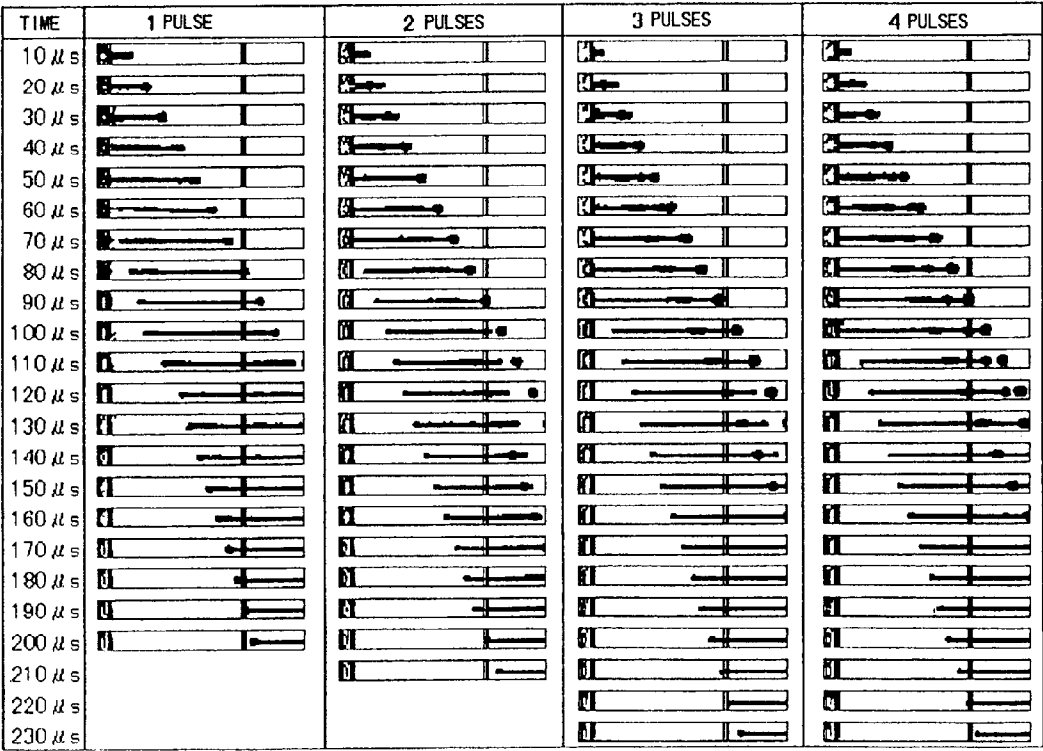 TIME 1 PULSE 2 PULSES 3 PULSES 4 PULSES
10 μs
20 μs
30 μs
40 μs
50 μs
60 μs
70 μs
80 μs
90 μs
100 μs
110 μs
120 μs
130 μs
140 μs
150 μs
160 μs
170 μs
180 μs
190 μs
200 μs
210 μs
220 μs
230 μs